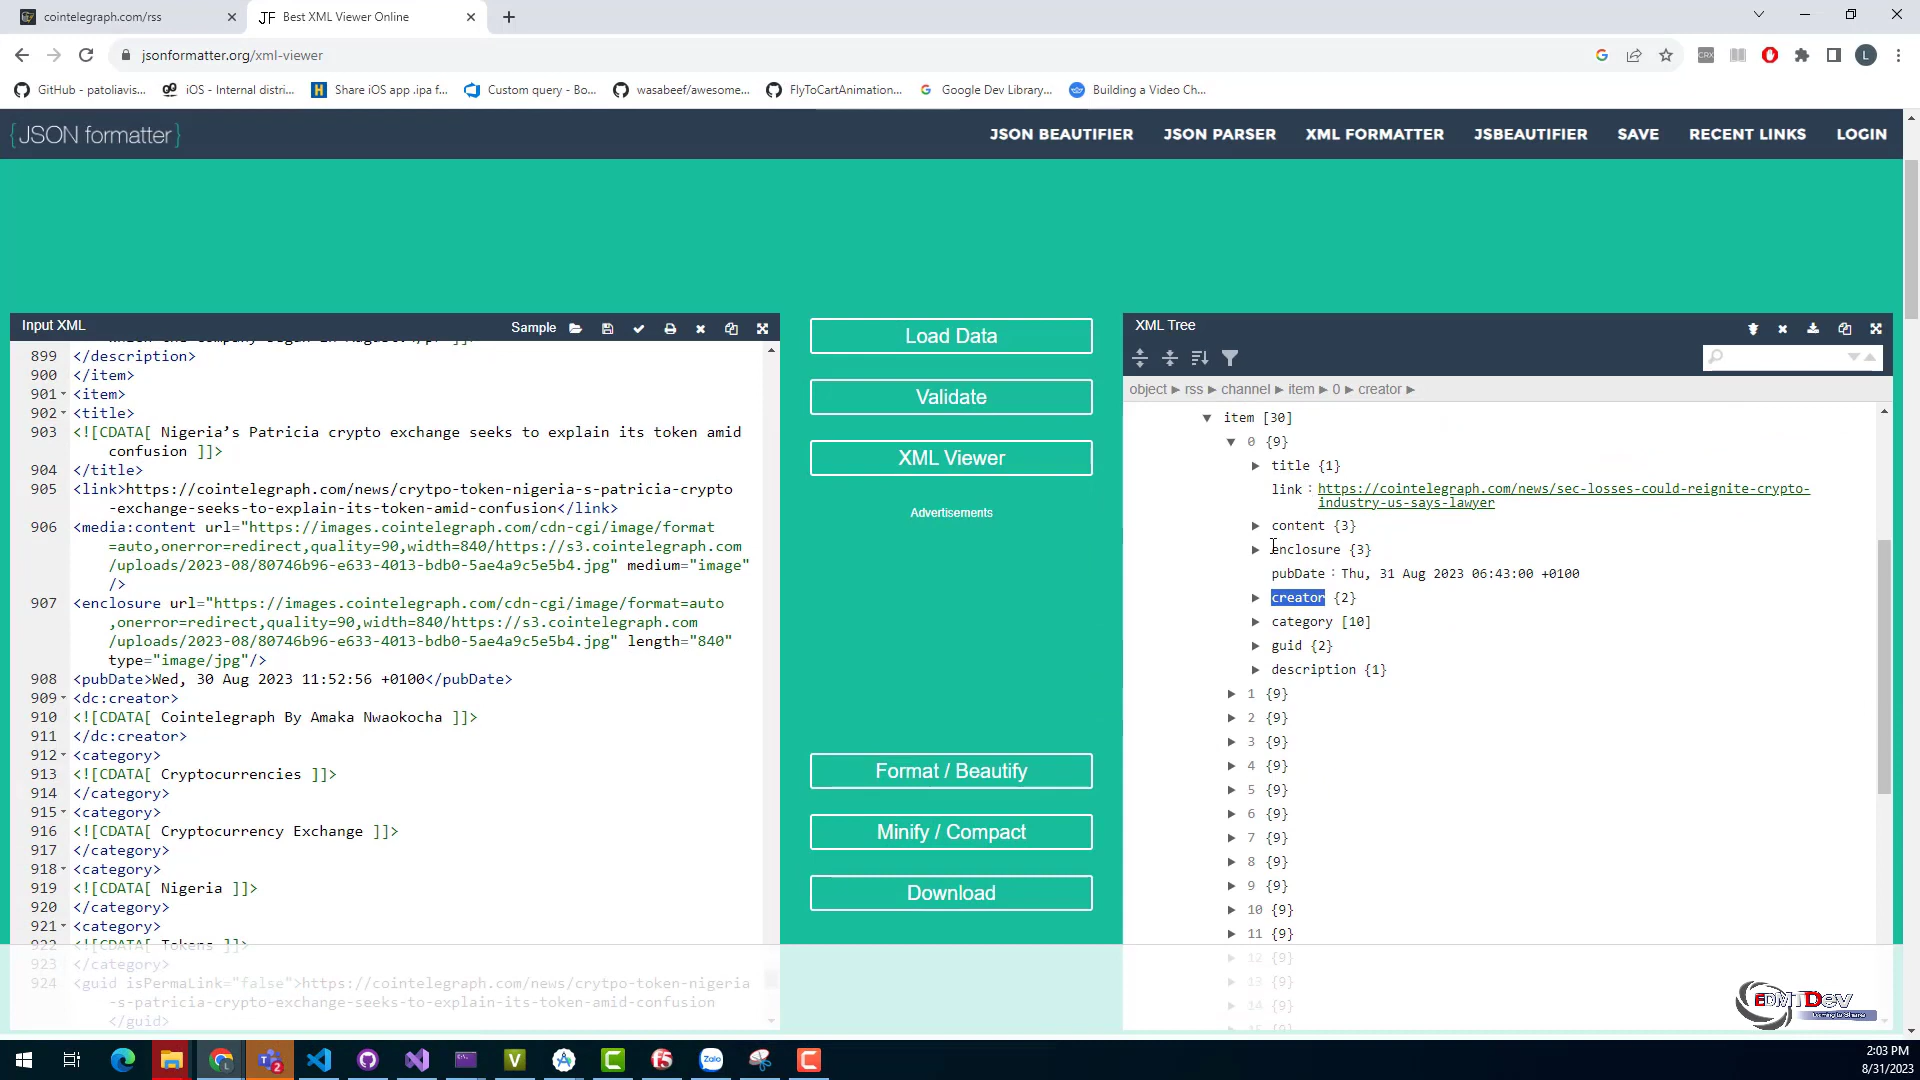 cointelegraph.com/rss
JF Best XML Viewer Online
jsonformatter.org/xml-viewer
GitHub - patoliavis...
iOS - Internal distri...
Share iOS app .ipa f...
Custom query - Bo...
wasabeef/awesome...
FlyToCartAnimation...
Google Dev Library...
Building a Video Ch...
{JSON formatter}
JSON BEAUTIFIER
JSON PARSER
XML FORMATTER
JSBEAUTIFIER
SAVE
RECENT LINKS
LOGIN
Input XML
Sample
899 </description>
900 </item>
901 <item>
902 <title>
903 <![CDATA[ Nigeria’s Patricia crypto exchange seeks to explain its token amid
confusion ]]>
904 </title>
905 <link>https://cointelegraph.com/news/crytpo-token-nigeria-s-patricia-crypto
-exchange-seeks-to-explain-its-token-amid-confusion</link>
906 <media:content url="https://images.cointelegraph.com/cdn-cgi/image/format
=auto,onerror=redirect,quality=90,width=840/https://s3.cointelegraph.com
/uploads/2023-08/80746b96-e633-4013-bdb0-5ae4a9c5e5b4.jpg" medium="image"
/>
907 <enclosure url="https://images.cointelegraph.com/cdn-cgi/image/format=auto
,onerror=redirect,quality=90,width=840/https://s3.cointelegraph.com
/uploads/2023-08/80746b96-e633-4013-bdb0-5ae4a9c5e5b4.jpg" length="840"
type="image/jpg"/>
908 <pubDate>Wed, 30 Aug 2023 11:52:56 +0100</pubDate>
909 <dc:creator>
910 <![CDATA[ Cointelegraph By Amaka Nwaokocha ]]>
911 </dc:creator>
912 <category>
913 <![CDATA[ Cryptocurrencies ]]>
914 </category>
915 <category>
916 <![CDATA[ Cryptocurrency Exchange ]]>
917 </category>
918 <category>
919 <![CDATA[ Nigeria ]]>
920 </category>
921 <category>
922 <![CDATA[ Tokens ]]>
923 </category>
924 <guid isPermaLink="false">https://cointelegraph.com/news/crytpo-token-nigeria
-s-patricia-crypto-exchange-seeks-to-explain-its-token-amid-confusion
</guid>
Load Data
Validate
XML Viewer
Advertisements
Format / Beautify
Minify / Compact
Download
XML Tree
object ▶ rss ▶ channel ▶ item ▶ 0 ▶ creator ▶
item [30]
0 {9}
title {1}
link : https://cointelegraph.com/news/sec-losses-could-reignite-crypto-
industry-us-says-lawyer
content {3}
enclosure {3}
pubDate : Thu, 31 Aug 2023 06:43:00 +0100
creator {2}
category [10]
guid {2}
description {1}
1 {9}
2 {9}
3 {9}
4 {9}
5 {9}
6 {9}
7 {9}
8 {9}
9 {9}
10 {9}
11 {9}
12 {9}
13 {9}
14 {9}
15 {9}
EDMTDev
2:03 PM
8/31/2023